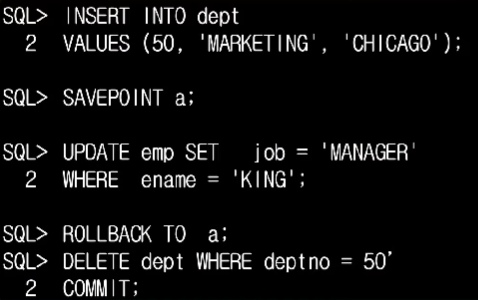 SQL> INSERT INTO dept
2 VALUES (50, 'MARKETING', 'CHICAGO');
SQL> SAVEPOINT a;
SQL> UPDATE emp SET job = 'MANAGER'
2 WHERE ename = 'KING';
SQL> ROLLBACK TO a;
SQL> DELETE dept WHERE deptno = 50’
2 COMMIT;